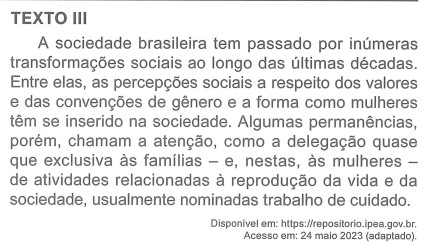 TEXTO III
A sociedade brasileira tem passado por inúmeras
transformações sociais ao longo das últimas décadas.
Entre elas, as percepções sociais a respeito dos valores
e das convenções de gênero e a forma como mulheres
têm se inserido na sociedade. Algumas permanências,
porém, chamam a atenção, como a delegação quase
que exclusiva às famílias – e, nestas, às mulheres –
de atividades relacionadas à reprodução da vida e da
sociedade, usualmente nominadas trabalho de cuidado.
Disponível em: https://repositorio.ipea.gov.br.
Acesso em: 24 maio 2023 (adaptado).